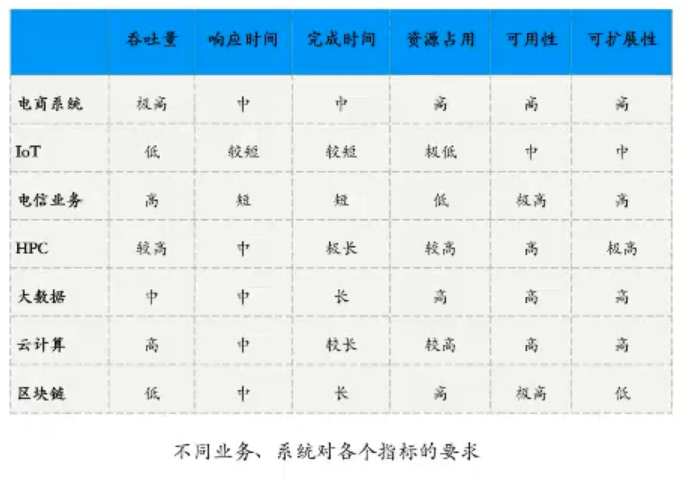 吞吐量 响应时间 完成时间 资源占用 可用性 可扩展性
电商系统 极高 中 中 高 高 高
IoT 低 较短 较短 极低 中 中
电信业务 高 短 短 低 极高 高
HPC 较高 中 极长 较高 高 极高
大数据 中 中 长 高 高 高
云计算 高 中 较长 较高 高 高
区块链 低 中 长 高 极高 低
不同业务、系统对各个指标的要求